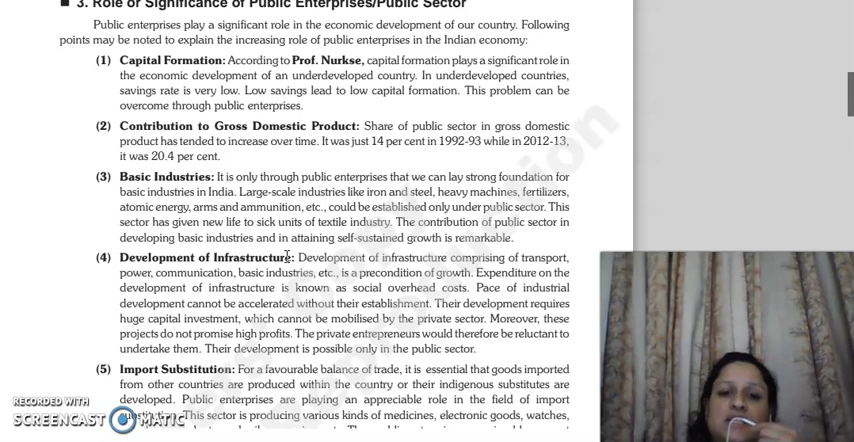 ■ 3. Role or Significance of Public Enterprises/Public Sector
Public enterprises play a significant role in the economic development of our country. Following
points may be noted to explain the increasing role of public enterprises in the Indian economy:
(1) Capital Formation: According to Prof. Nurkse, capital formation plays a significant role in
the economic development of an underdeveloped country. In underdeveloped countries,
savings rate is very low. Low savings lead to low capital formation. This problem can be
overcome through public enterprises.
(2) Contribution to Gross Domestic Product: Share of public sector in gross domestic
product has tended to increase over time. It was just 14 per cent in 1992-93 while in 2012-13,
it was 20.4 per cent.
(3) Basic Industries: It is only through public enterprises that we can lay strong foundation for
basic industries in India. Large-scale industries like iron and steel, heavy machines, fertilizers,
atomic energy, arms and ammunition, etc., could be established only under public sector. This
sector has given new life to sick units of textile industry. The contribution of public sector in
developing basic industries and in attaining self-sustained growth is remarkable.
(4) Development of Infrastructure: Development of infrastructure comprising of transport,
power, communication, basic industries, etc., is a precondition of growth. Expenditure on the
development of infrastructure is known as social overhead costs. Pace of industrial
development cannot be accelerated without their establishment. Their development requires
huge capital investment, which cannot be mobilised by the private sector. Moreover, these
projects do not promise high profits. The private entrepreneurs would therefore be reluctant to
undertake them. Their development is possible only in the public sector.
(5) Import Substitution: For a favourable balance of trade, it is essential that goods imported
from other countries are produced within the country or their indigenous substitutes are
developed. Public enterprises are playing an appreciable role in the field of import
This sector is producing various kinds of medicines, electronic goods, watches,
RECORDED WITH
SCREENCAST MATIC